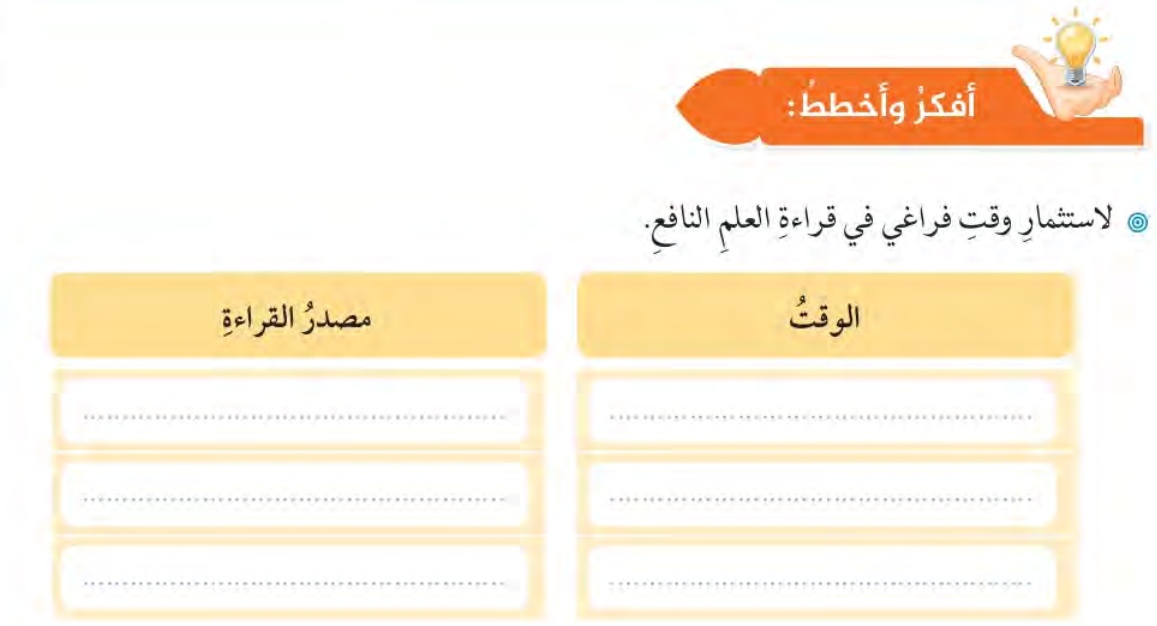 أفكرُ وأخططُ:
لاستثمارِ وقتِ فراغي في قراءةِ العلمِ النافعِ.
الوقتُ
مصدرُ القراءةِ